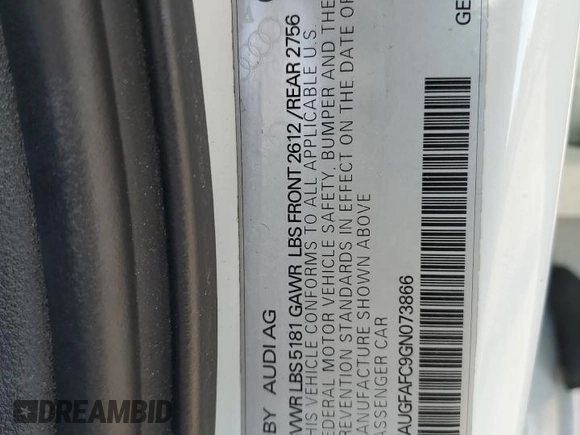 BY AUDI AG
GVWR LBS 5181 GAWR LBS FRONT 2612 / REAR 2756
THIS VEHICLE CONFORMS TO ALL APPLICABLE U.S.
FEDERAL MOTOR VEHICLE SAFETY, BUMPER AND THE
PREVENTION STANDARDS IN EFFECT ON THE DATE OF
MANUFACTURE SHOWN ABOVE
PASSENGER CAR
AUGFAFC9GN073866
GE
DREAMBID